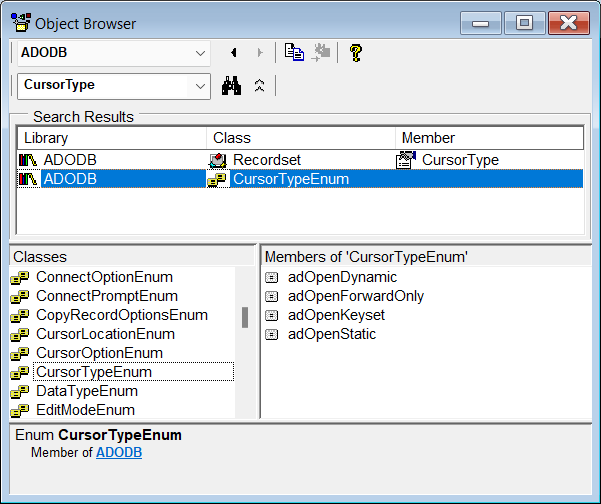 Object Browser
ADODB
CursorType
Search Results
Library Class Member
ADODB Recordset CursorType
ADODB CursorTypeEnum
Classes
ConnectOptionEnum
ConnectPromptEnum
CopyRecordOptionsEnum
CursorLocationEnum
CursorOptionEnum
CursorTypeEnum
DataTypeEnum
EditModeEnum
Members of 'CursorTypeEnum'
adOpenDynamic
adOpenForwardOnly
adOpenKeyset
adOpenStatic
Enum CursorTypeEnum
Member of ADODB